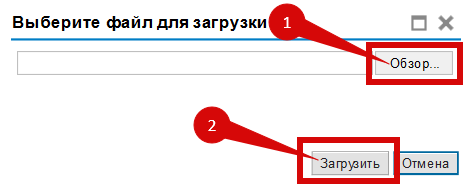 Выберите файл для загрузки
1
Обзор...
2
Загрузить
Отмена